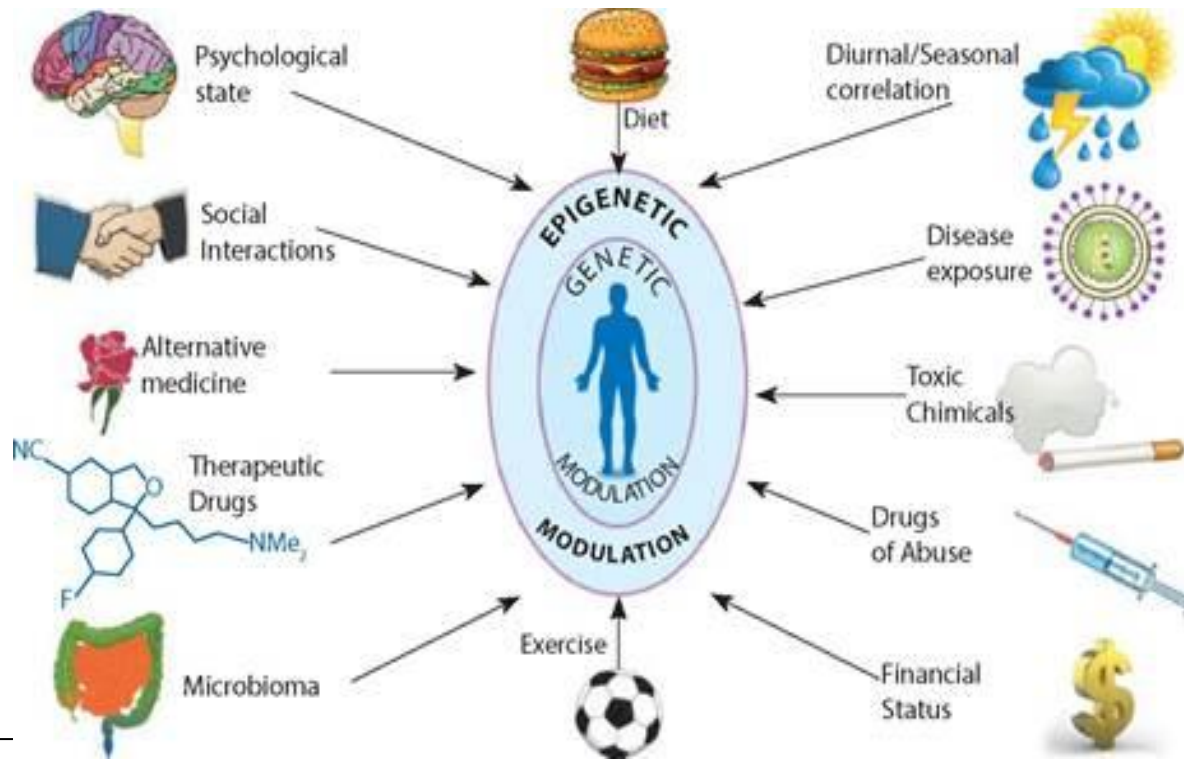 Psychological
state
Diet
Diurnal/Seasonal
correlation
Social
Interactions
EPIGENETIC
GENETIC
Disease
exposure
Alternative
medicine
Toxic
Chimicals
NC
O
Therapeutic
Drugs
NMe₂
F
MODULATION
MODULATION
Drugs
of Abuse
Microbioma
Exercise
Financial
Status
$